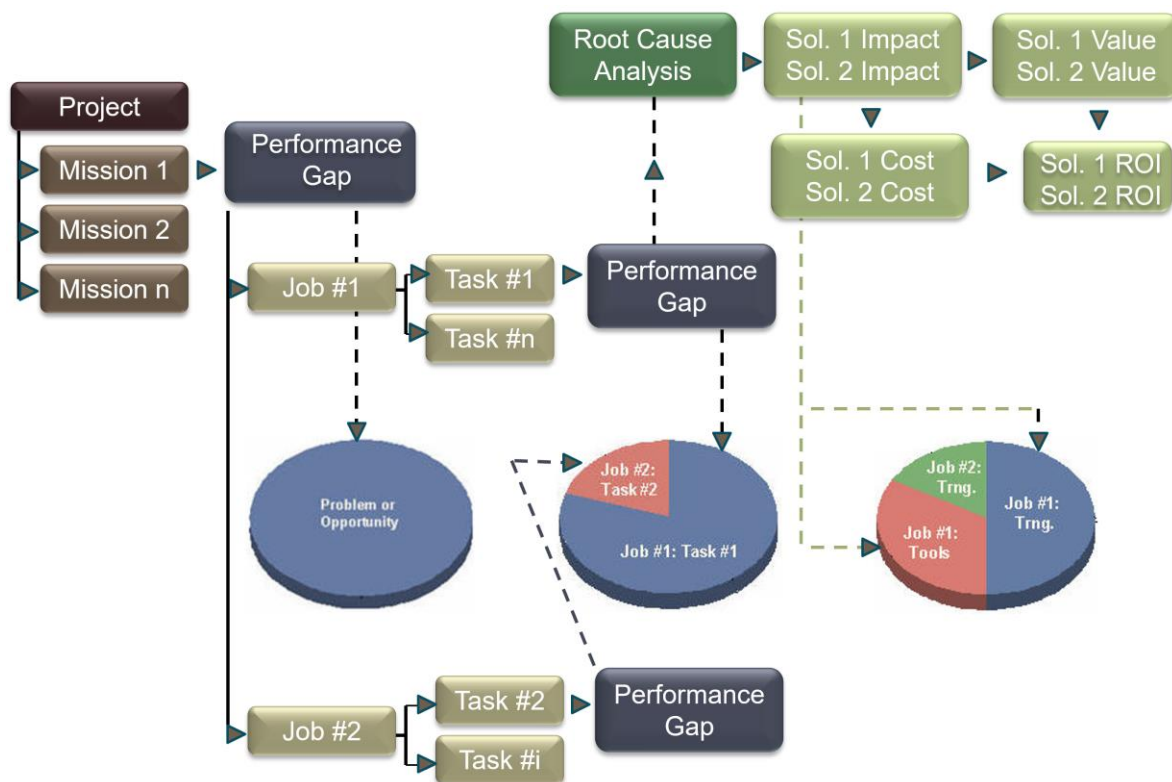 Root Cause
Analysis
Sol. 1 Impact
Sol. 2 Impact
Sol. 1 Value
Sol. 2 Value
Project
Mission 1
Mission 2
Mission n
Performance
Gap
Sol. 1 Cost
Sol. 2 Cost
Sol. 1 ROI
Sol. 2 ROI
Job #1
Task #1
Task #n
Performance
Gap
Problem or
Opportunity
Job #2:
Task #2
Job #1: Task #1
Job #2:
Trng.
Job #1:
Trng.
Job #1:
Tools
Job #2
Task #2
Task #i
Performance
Gap